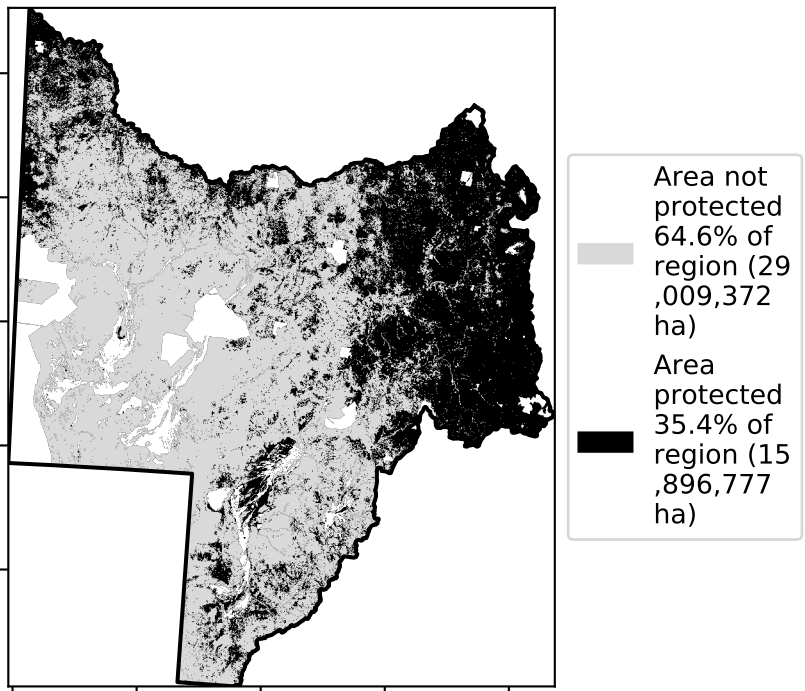 Area not
protected
64.6% of
region (29
,009,372
ha)
Area
protected
35.4% of
region (15
,896,777
ha)